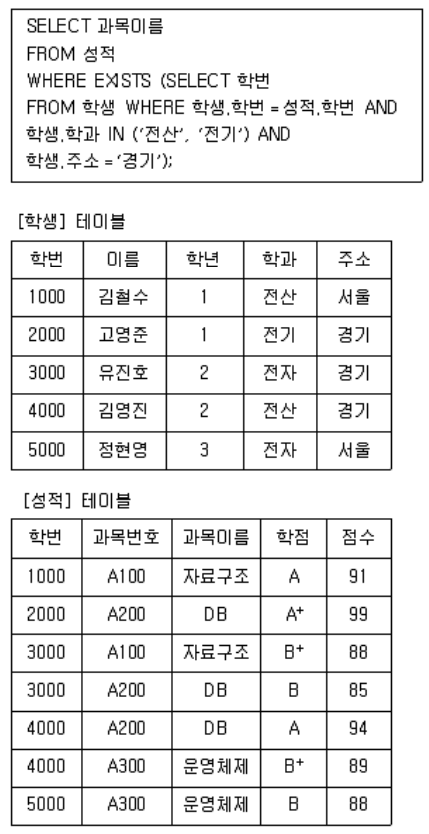 SELECT 과목이름
FROM 성적
WHERE EXISTS (SELECT 학번
FROM 학생 WHERE 학생.학번 = 성적.학번 AND
학생.학과 IN ('전산', '전기') AND
학생.주소 = '경기');
[학생] 테이블
학번 이름 학년 학과 주소
1000 김철수 1 전산 서울
2000 고영준 1 전기 경기
3000 유진호 2 전자 경기
4000 김영진 2 전산 경기
5000 정현영 3 전자 서울
[성적] 테이블
학번 과목번호 과목이름 학점 점수
1000 A100 자료구조 A 91
2000 A200 DB A+ 99
3000 A100 자료구조 B+ 88
3000 A200 DB B 85
4000 A200 DB A 94
4000 A300 운영체제 B+ 89
5000 A300 운영체제 B 88